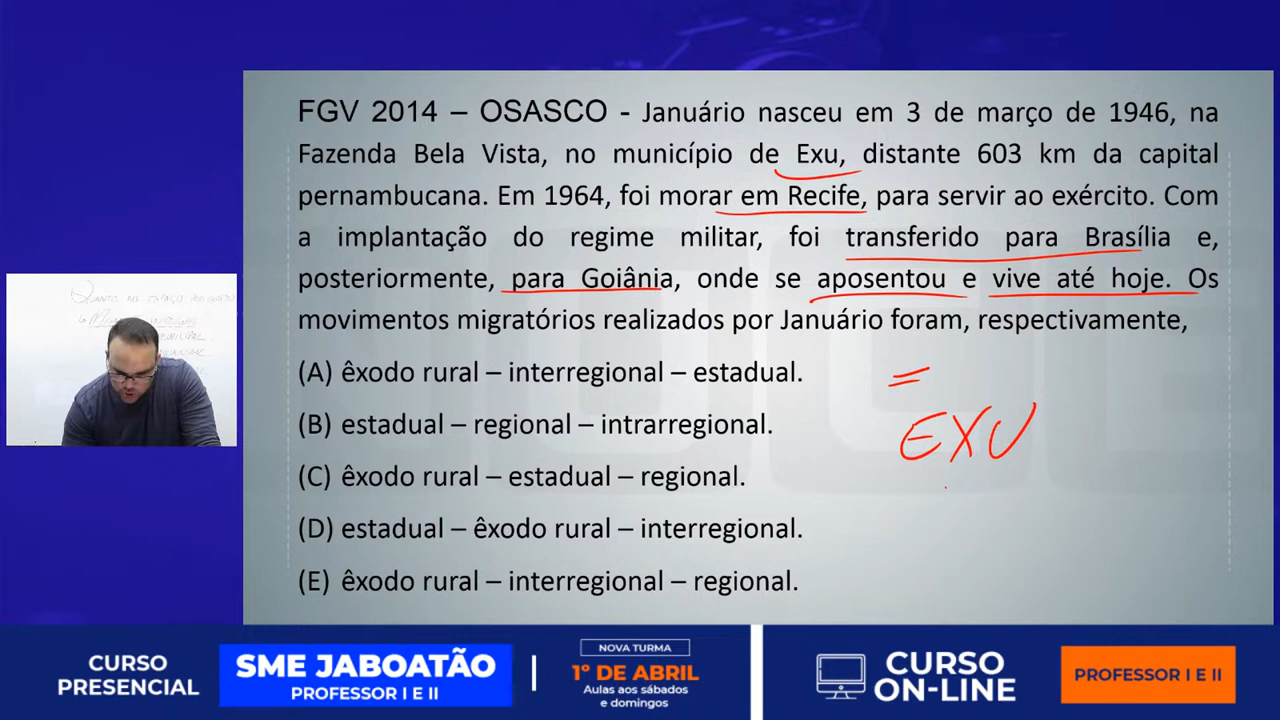 FGV 2014 – OSASCO - Januário nasceu em 3 de março de 1946, na
Fazenda Bela Vista, no município de Exu, distante 603 km da capital
pernambucana. Em 1964, foi morar em Recife, para servir ao exército. Com
a implantação do regime militar, foi transferido para Brasília e,
posteriormente, para Goiânia, onde se aposentou e vive até hoje. Os
movimentos migratórios realizados por Januário foram, respectivamente,
(A) êxodo rural – interregional – estadual.
(B) estadual – regional – intrarregional.
(C) êxodo rural – estadual – regional.
(D) estadual – êxodo rural – interregional.
(E) êxodo rural – interregional – regional.
EXU
QUANTO AO ESPAÇO
CURSO
PRESENCIAL
SME JABOATÃO
PROFESSOR I E II
NOVA TURMA
1º DE ABRIL
Aulas aos sábados
e domingos
CURSO
ON-LINE
PROFESSOR I E II